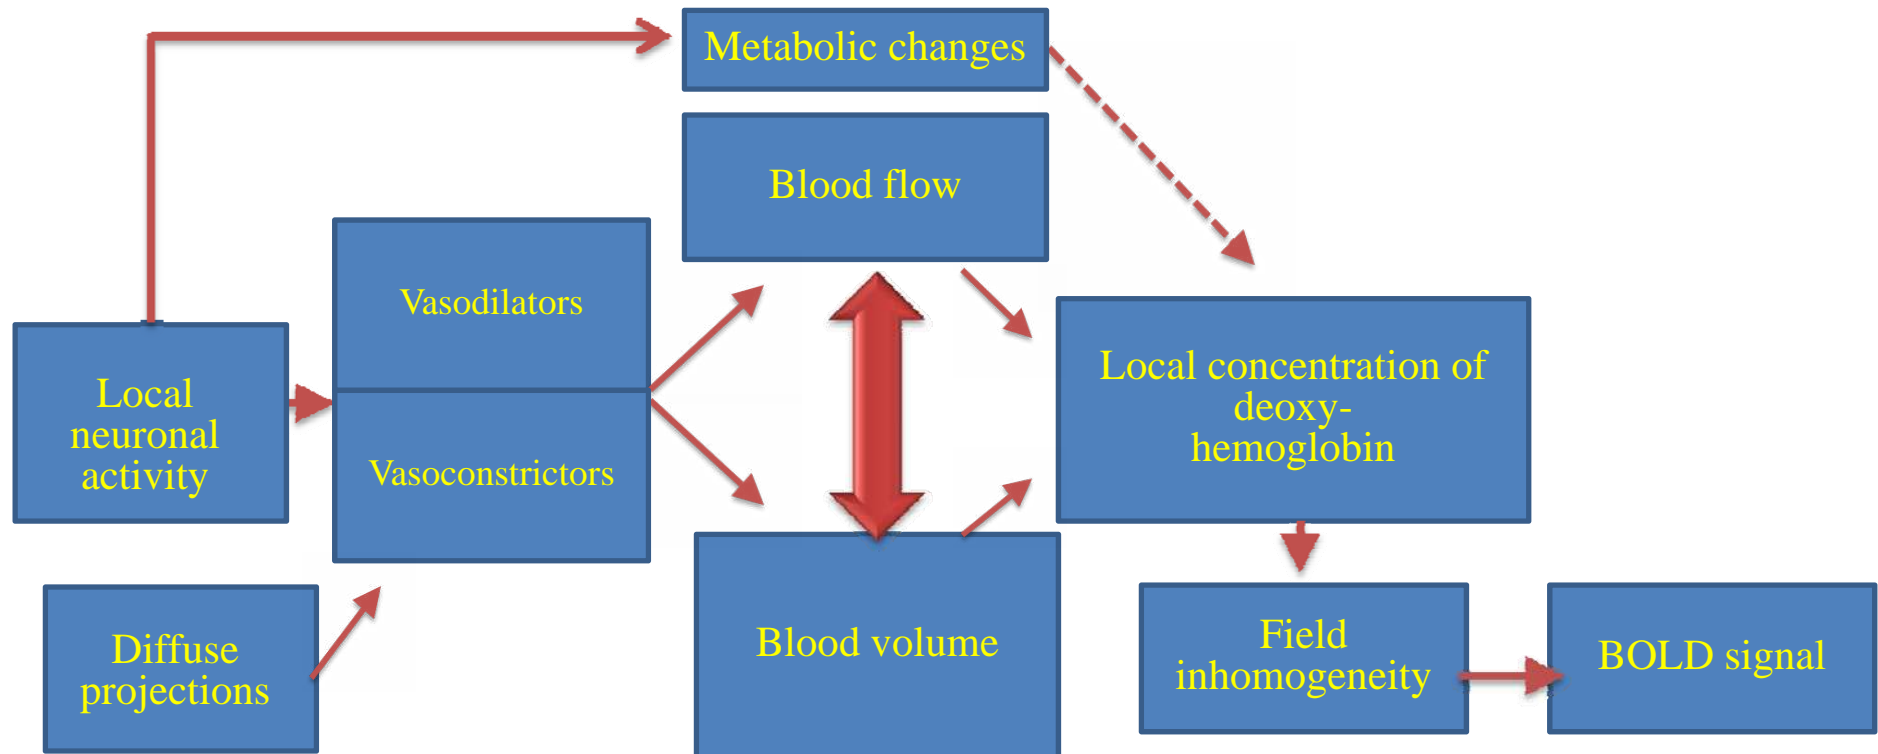 Metabolic changes
Blood flow
Vasodilators
Vasoconstrictors
Local
neuronal
activity
Diffuse
projections
Blood volume
Local concentration of
deoxy-
hemoglobin
Field
inhomogeneity
BOLD signal